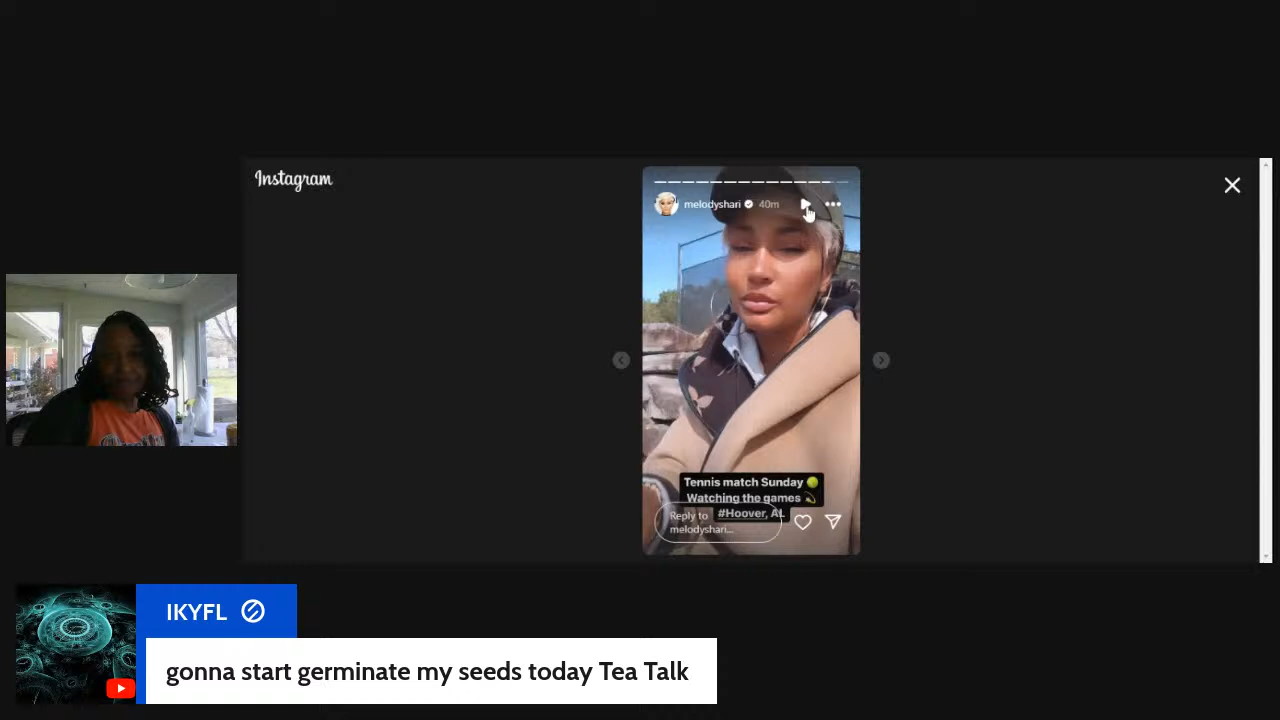 Instagram
melodyshari 40m
Tennis match Sunday
Watching the games
#Hoover, AL
Reply to
melodyshari...
IKYFL
gonna start germinate my seeds today Tea Talk